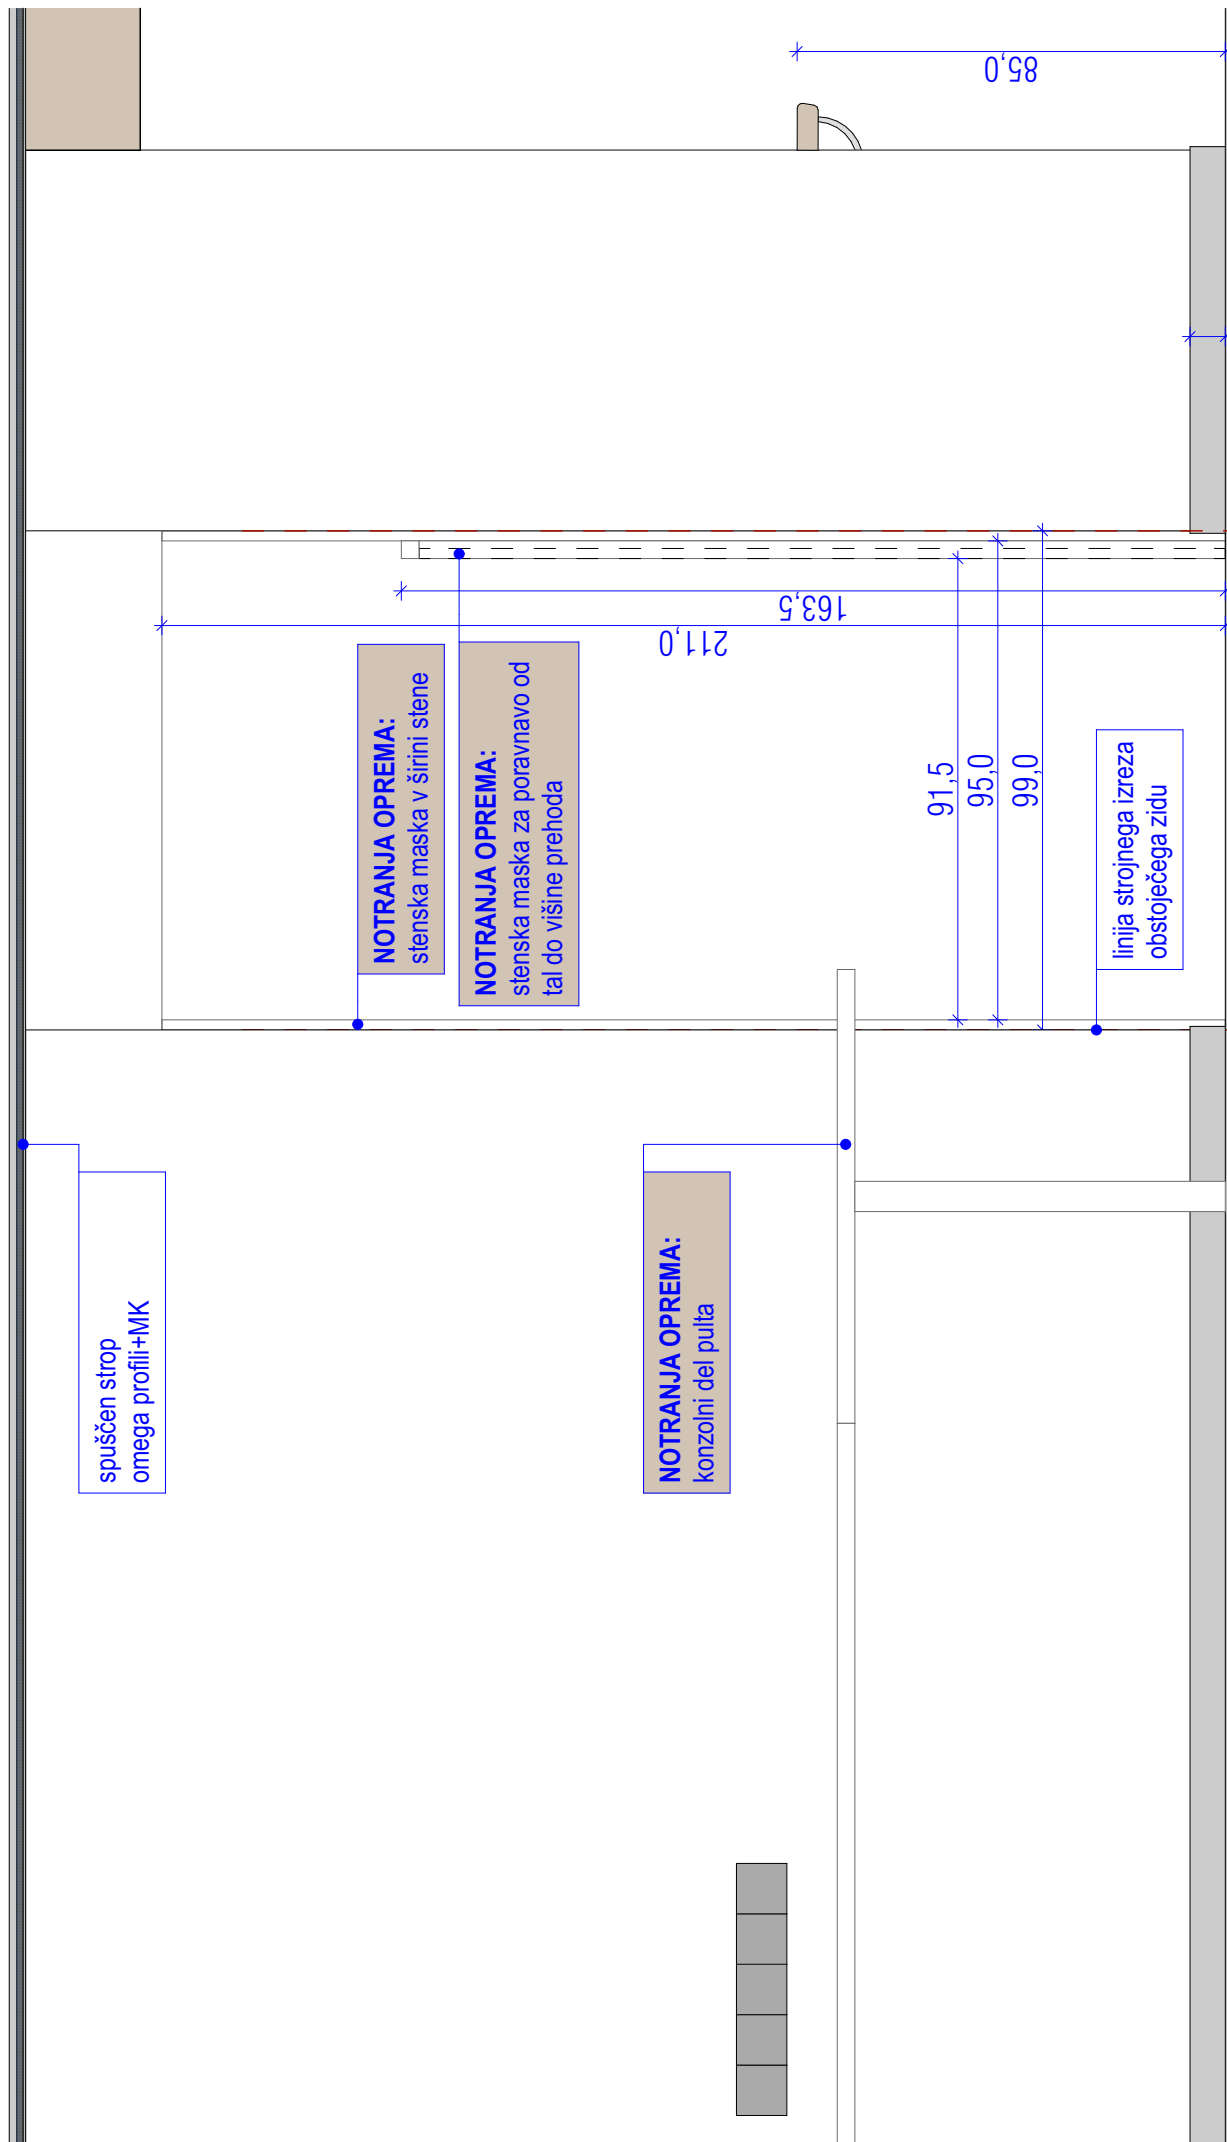 spuščen strop
omega profili+MK
NOTRANJA OPREMA:
stenska maska v širini stene
NOTRANJA OPREMA:
stenska maska za poravnavo od
tal do višine prehoda
NOTRANJA OPREMA:
konzolni del pulta
linija strojnega izreza
obstoječega zidu
91,5
95,0
99,0
211,0
163,5
85,0